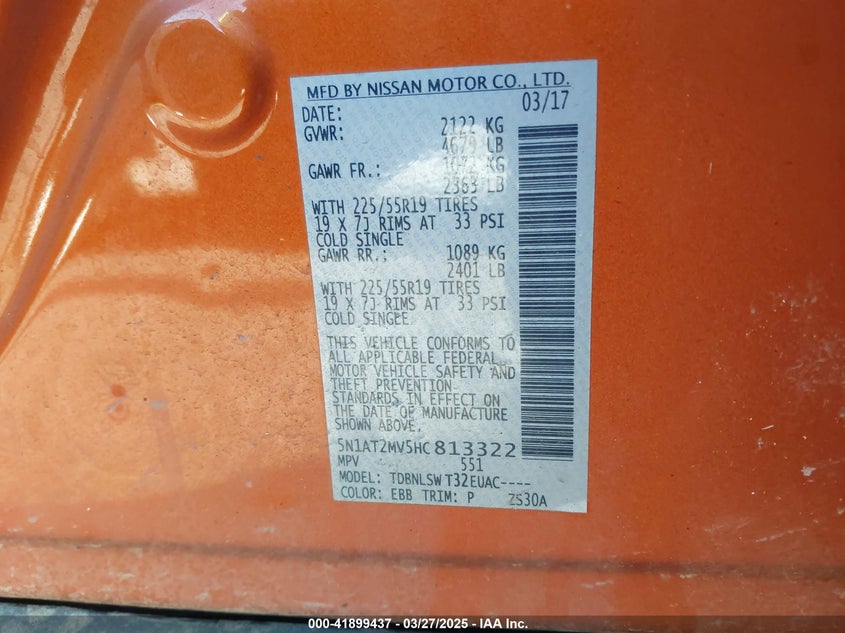 MFD BY NISSAN MOTOR CO., LTD.
DATE: 03/17
GVWR: 2122 KG
4679 LB
GAWR FR.: 1072 KG
2363 LB
WITH 225/55R19 TIRES
19 X 7J RIMS AT 33 PSI
COLD SINGLE
GAWR RR.: 1089 KG
2401 LB
WITH 225/55R19 TIRES
19 X 7J RIMS AT 33 PSI
COLD SINGLE
THIS VEHICLE CONFORMS TO
ALL APPLICABLE FEDERAL
MOTOR VEHICLE SAFETY AND
THEFT PREVENTION
STANDARDS IN EFFECT ON
THE DATE OF MANUFACTURE
SHOWN ABOVE.
5N1AT2MV5HC813322
MPV 551
MODEL: TDBNLSW T32EUAC----
COLOR: EBB TRIM: P ZS30A
000-41899437 - 03/27/2025 - IAA Inc.